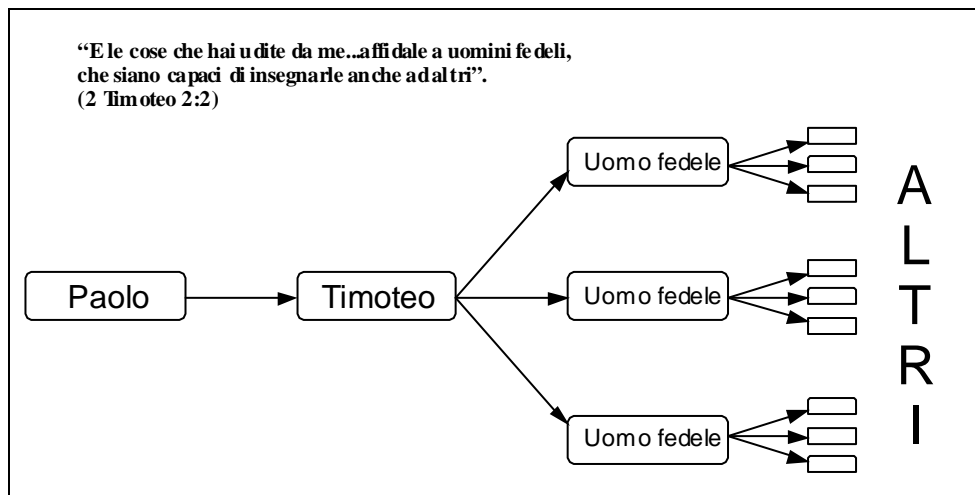 “E le cose che hai udite da me...affidale a uomini fedeli,
che siano capaci di insegnarle anche ad altri”.
(2 Timoteo 2:2)
Paolo
Timoteo
Uomo fedele
Uomo fedele
Uomo fedele
ALTRI